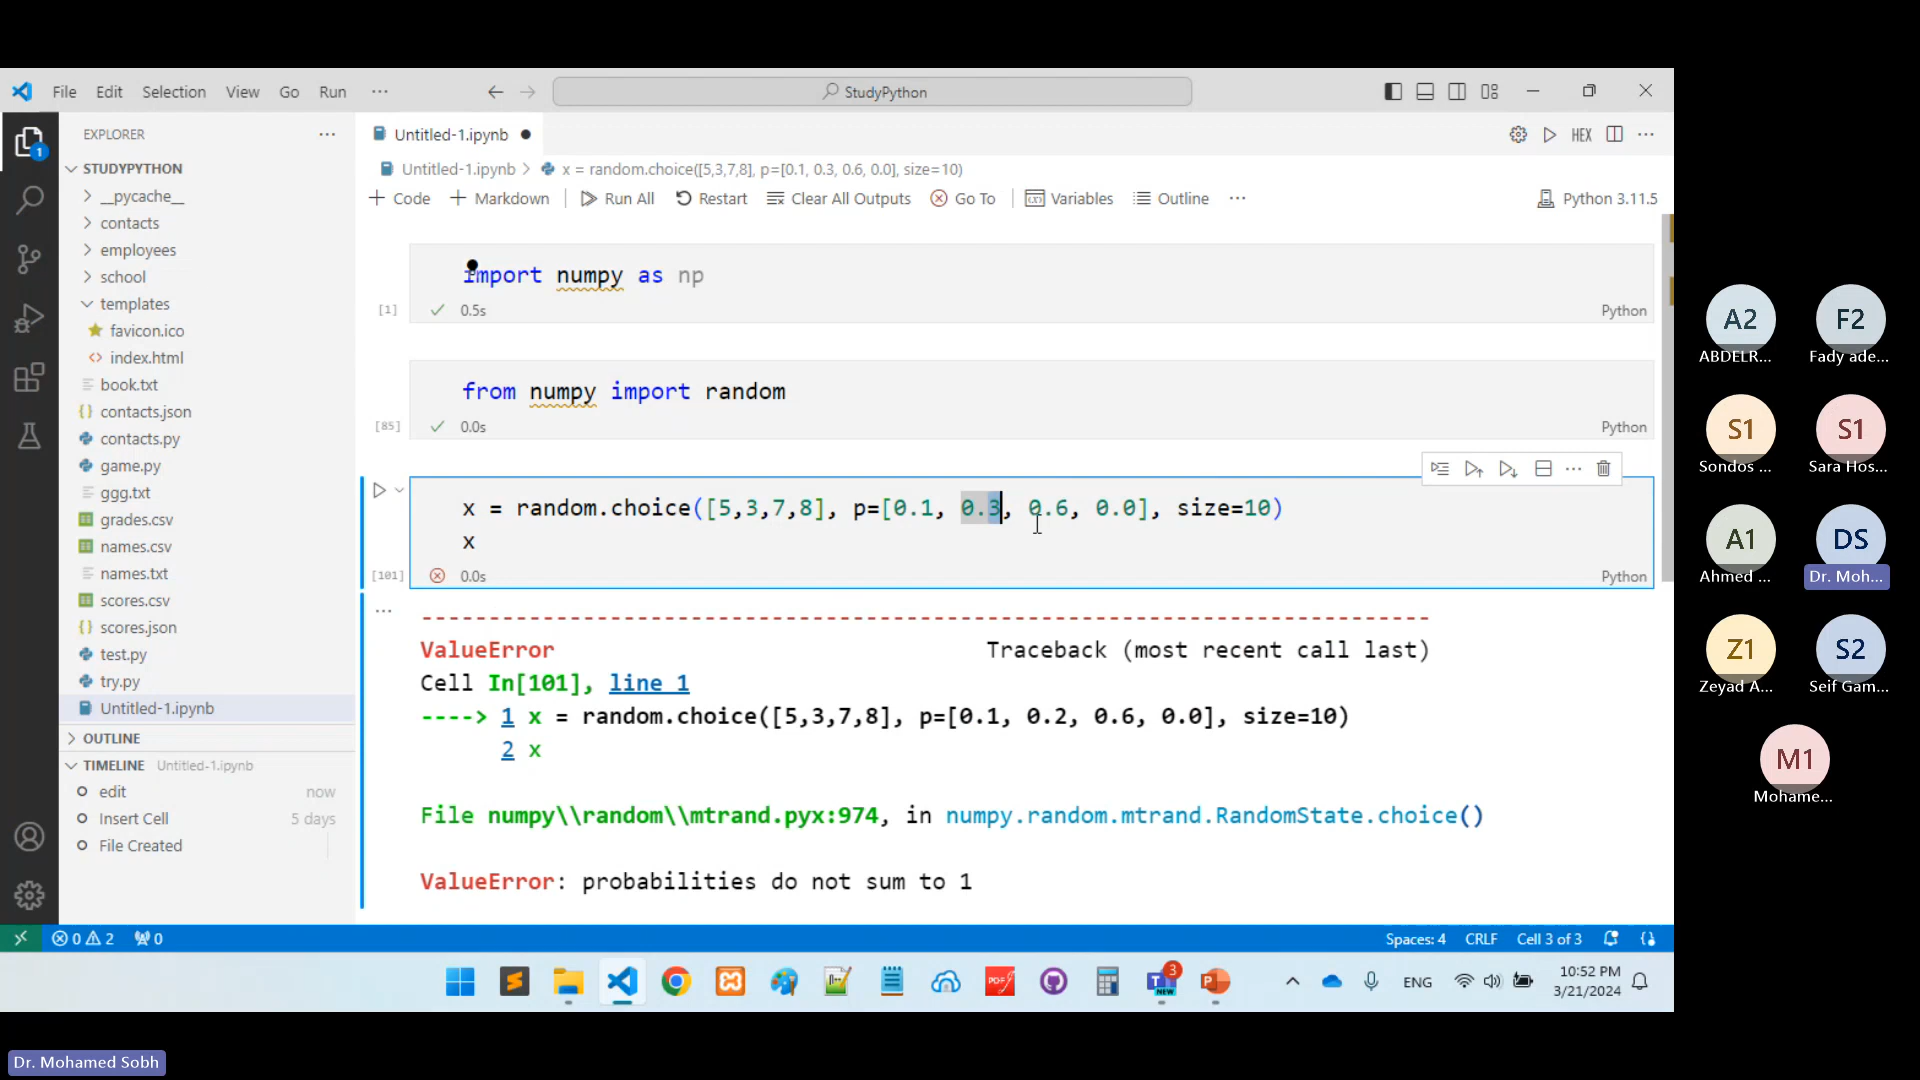 File Edit Selection View Go Run ···
StudyPython
EXPLORER
STUDYPYTHON
__pycache__
contacts
employees
school
templates
favicon.ico
index.html
book.txt
contacts.json
contacts.py
game.py
ggg.txt
grades.csv
names.csv
names.txt
scores.csv
scores.json
test.py
try.py
Untitled-1.ipynb
OUTLINE
TIMELINE Untitled-1.ipynb
edit now
Insert Cell 5 days
File Created
1
Untitled-1.ipynb
HEX
Untitled-1.ipynb > x = random.choice([5,3,7,8], p=[0.1, 0.3, 0.6, 0.0], size=10)
+ Code + Markdown Run All Restart Clear All Outputs Go To Variables Outline ··· Python 3.11.5
import numpy as np
[1] 0.5s Python
from numpy import random
[85] 0.0s Python
x = random.choice([5,3,7,8], p=[0.1, 0.3, 0.6, 0.0], size=10)
x
[101] 0.0s Python
---------------------------------------------------------------------------
ValueError Traceback (most recent call last)
Cell In[101], line 1
----> 1 x = random.choice([5,3,7,8], p=[0.1, 0.2, 0.6, 0.0], size=10)
2 x
File numpy\\random\\mtrand.pyx:974, in numpy.random.mtrand.RandomState.choice()
ValueError: probabilities do not sum to 1
0 2 0 Spaces: 4 CRLF Cell 3 of 3
3
NEW
PDF
ENG
10:52 PM
3/21/2024
A2 F2
ABDELR... Fady ade...
S1 S1
Sondos ... Sara Hos...
A1 DS
Ahmed ... Dr. Moh...
Z1 S2
Zeyad A... Seif Gam...
M1
Mohame...
Dr. Mohamed Sobh